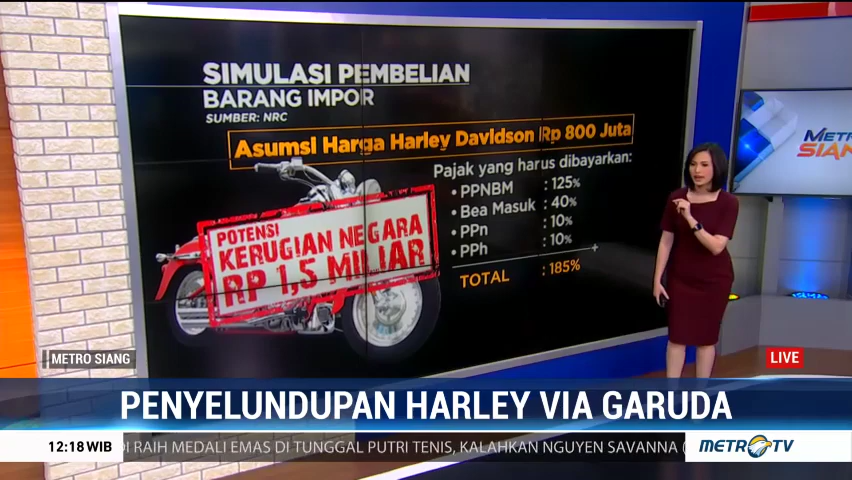 SIMULASI PEMBELIAN
BARANG IMPOR
SUMBER: NRC
Asumsi Harga Harley Davidson Rp 800 Juta
Pajak yang harus dibayarkan:
• PPNBM : 125%
• Bea Masuk : 40%
• PPn : 10%
• PPh : 10%
TOTAL : 185%
POTENSI
KERUGIAN NEGARA
RP 1,5 MILIAR
METRO
SIANG
METRO SIANG
LIVE
PENYELUNDUPAN HARLEY VIA GARUDA
12:18 WIB
DI RAIH MEDALI EMAS DI TUNGGAL PUTRI TENIS, KALAHKAN NGUYEN SAVANNA (
METRO TV